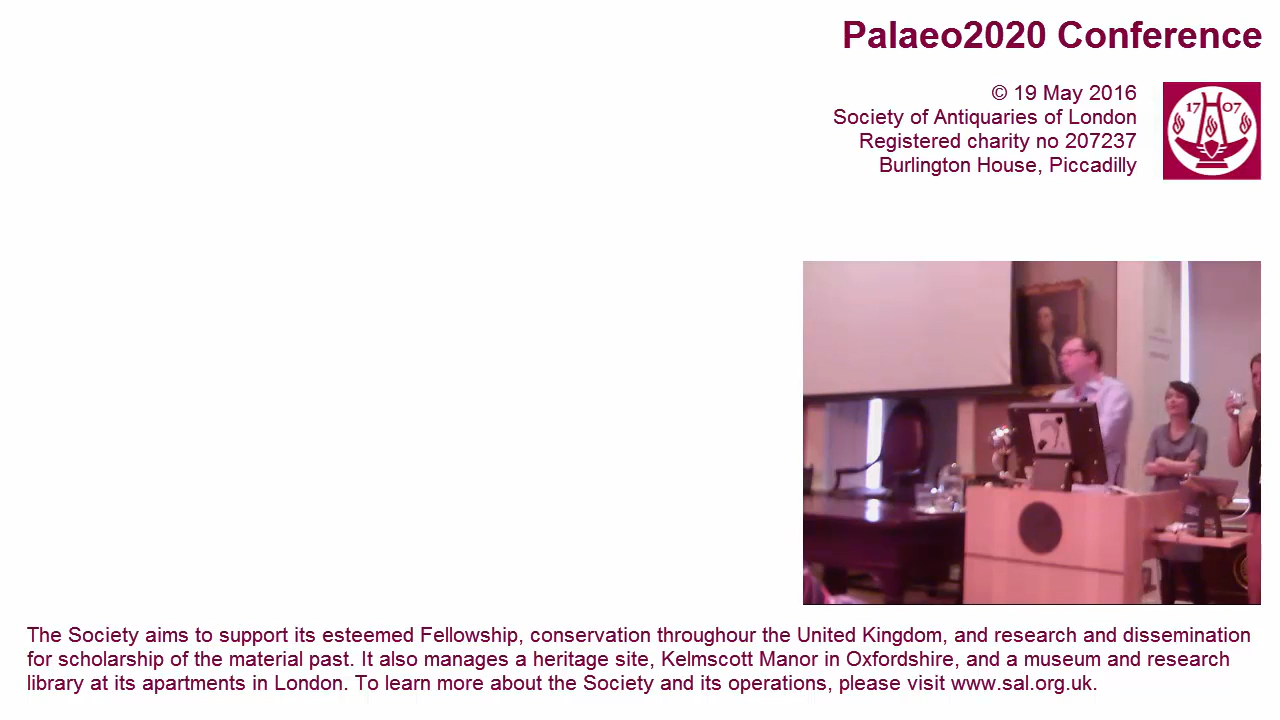 Palaeo2020 Conference
© 19 May 2016
Society of Antiquaries of London
Registered charity no 207237
Burlington House, Piccadilly
17 07
The Society aims to support its esteemed Fellowship, conservation throughour the United Kingdom, and research and dissemination
for scholarship of the material past. It also manages a heritage site, Kelmscott Manor in Oxfordshire, and a museum and research
library at its apartments in London. To learn more about the Society and its operations, please visit www.sal.org.uk.